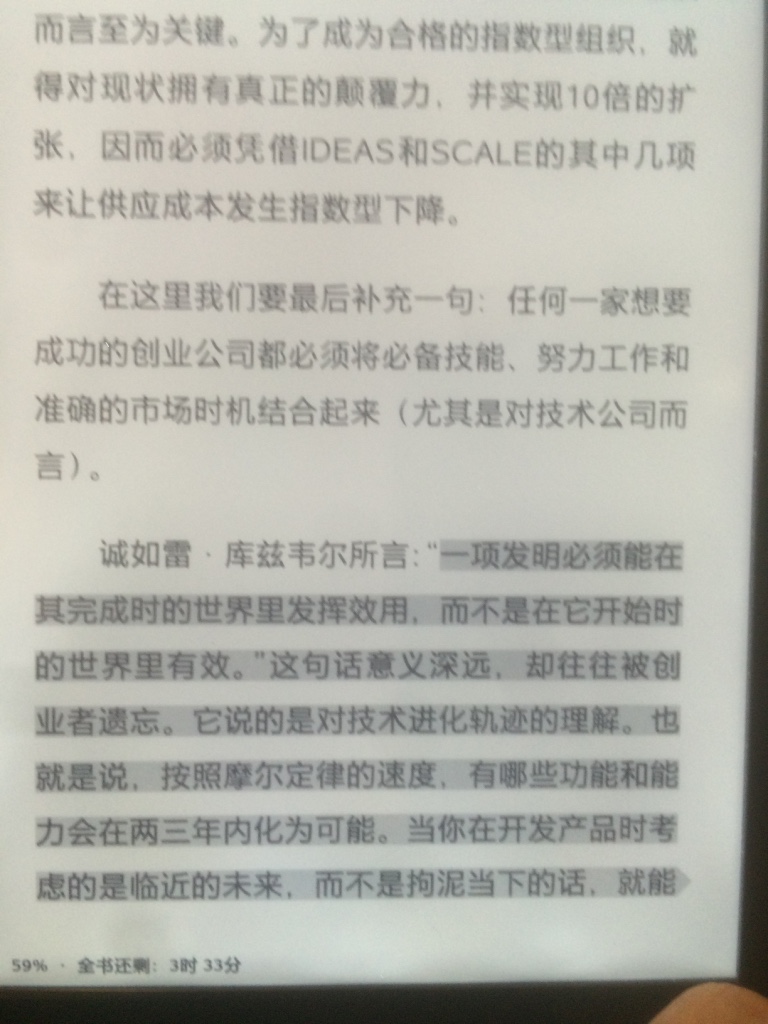 而言至为关键。为了成为合格的指数型组织，就
得对现状拥有真正的颠覆力，并实现10倍的扩
张，因而必须凭借IDEAS和SCALE的其中几项
来让供应成本发生指数型下降。
在这里我们要最后补充一句：任何一家想要
成功的创业公司都必须将必备技能、努力工作和
准确的市场时机结合起来（尤其是对技术公司而
言）。
诚如雷·库兹韦尔所言：“一项发明必须能在
其完成时的世界里发挥效用，而不是在它开始时
的世界里有效。”这句话意义深远，却往往被创
业者遗忘。它说的是对技术进化轨迹的理解。也
就是说，按照摩尔定律的速度，有哪些功能和能
力会在两三年内化为可能。当你在开发产品时考
虑的是临近的未来，而不是拘泥当下的话，就能
59% · 全书还剩：3时 33分